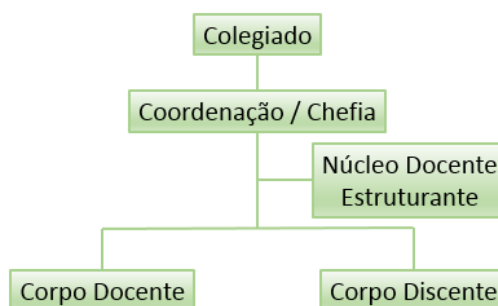 Colegiado
Coordenação / Chefia
Núcleo Docente
Estruturante
Corpo Docente
Corpo Discente